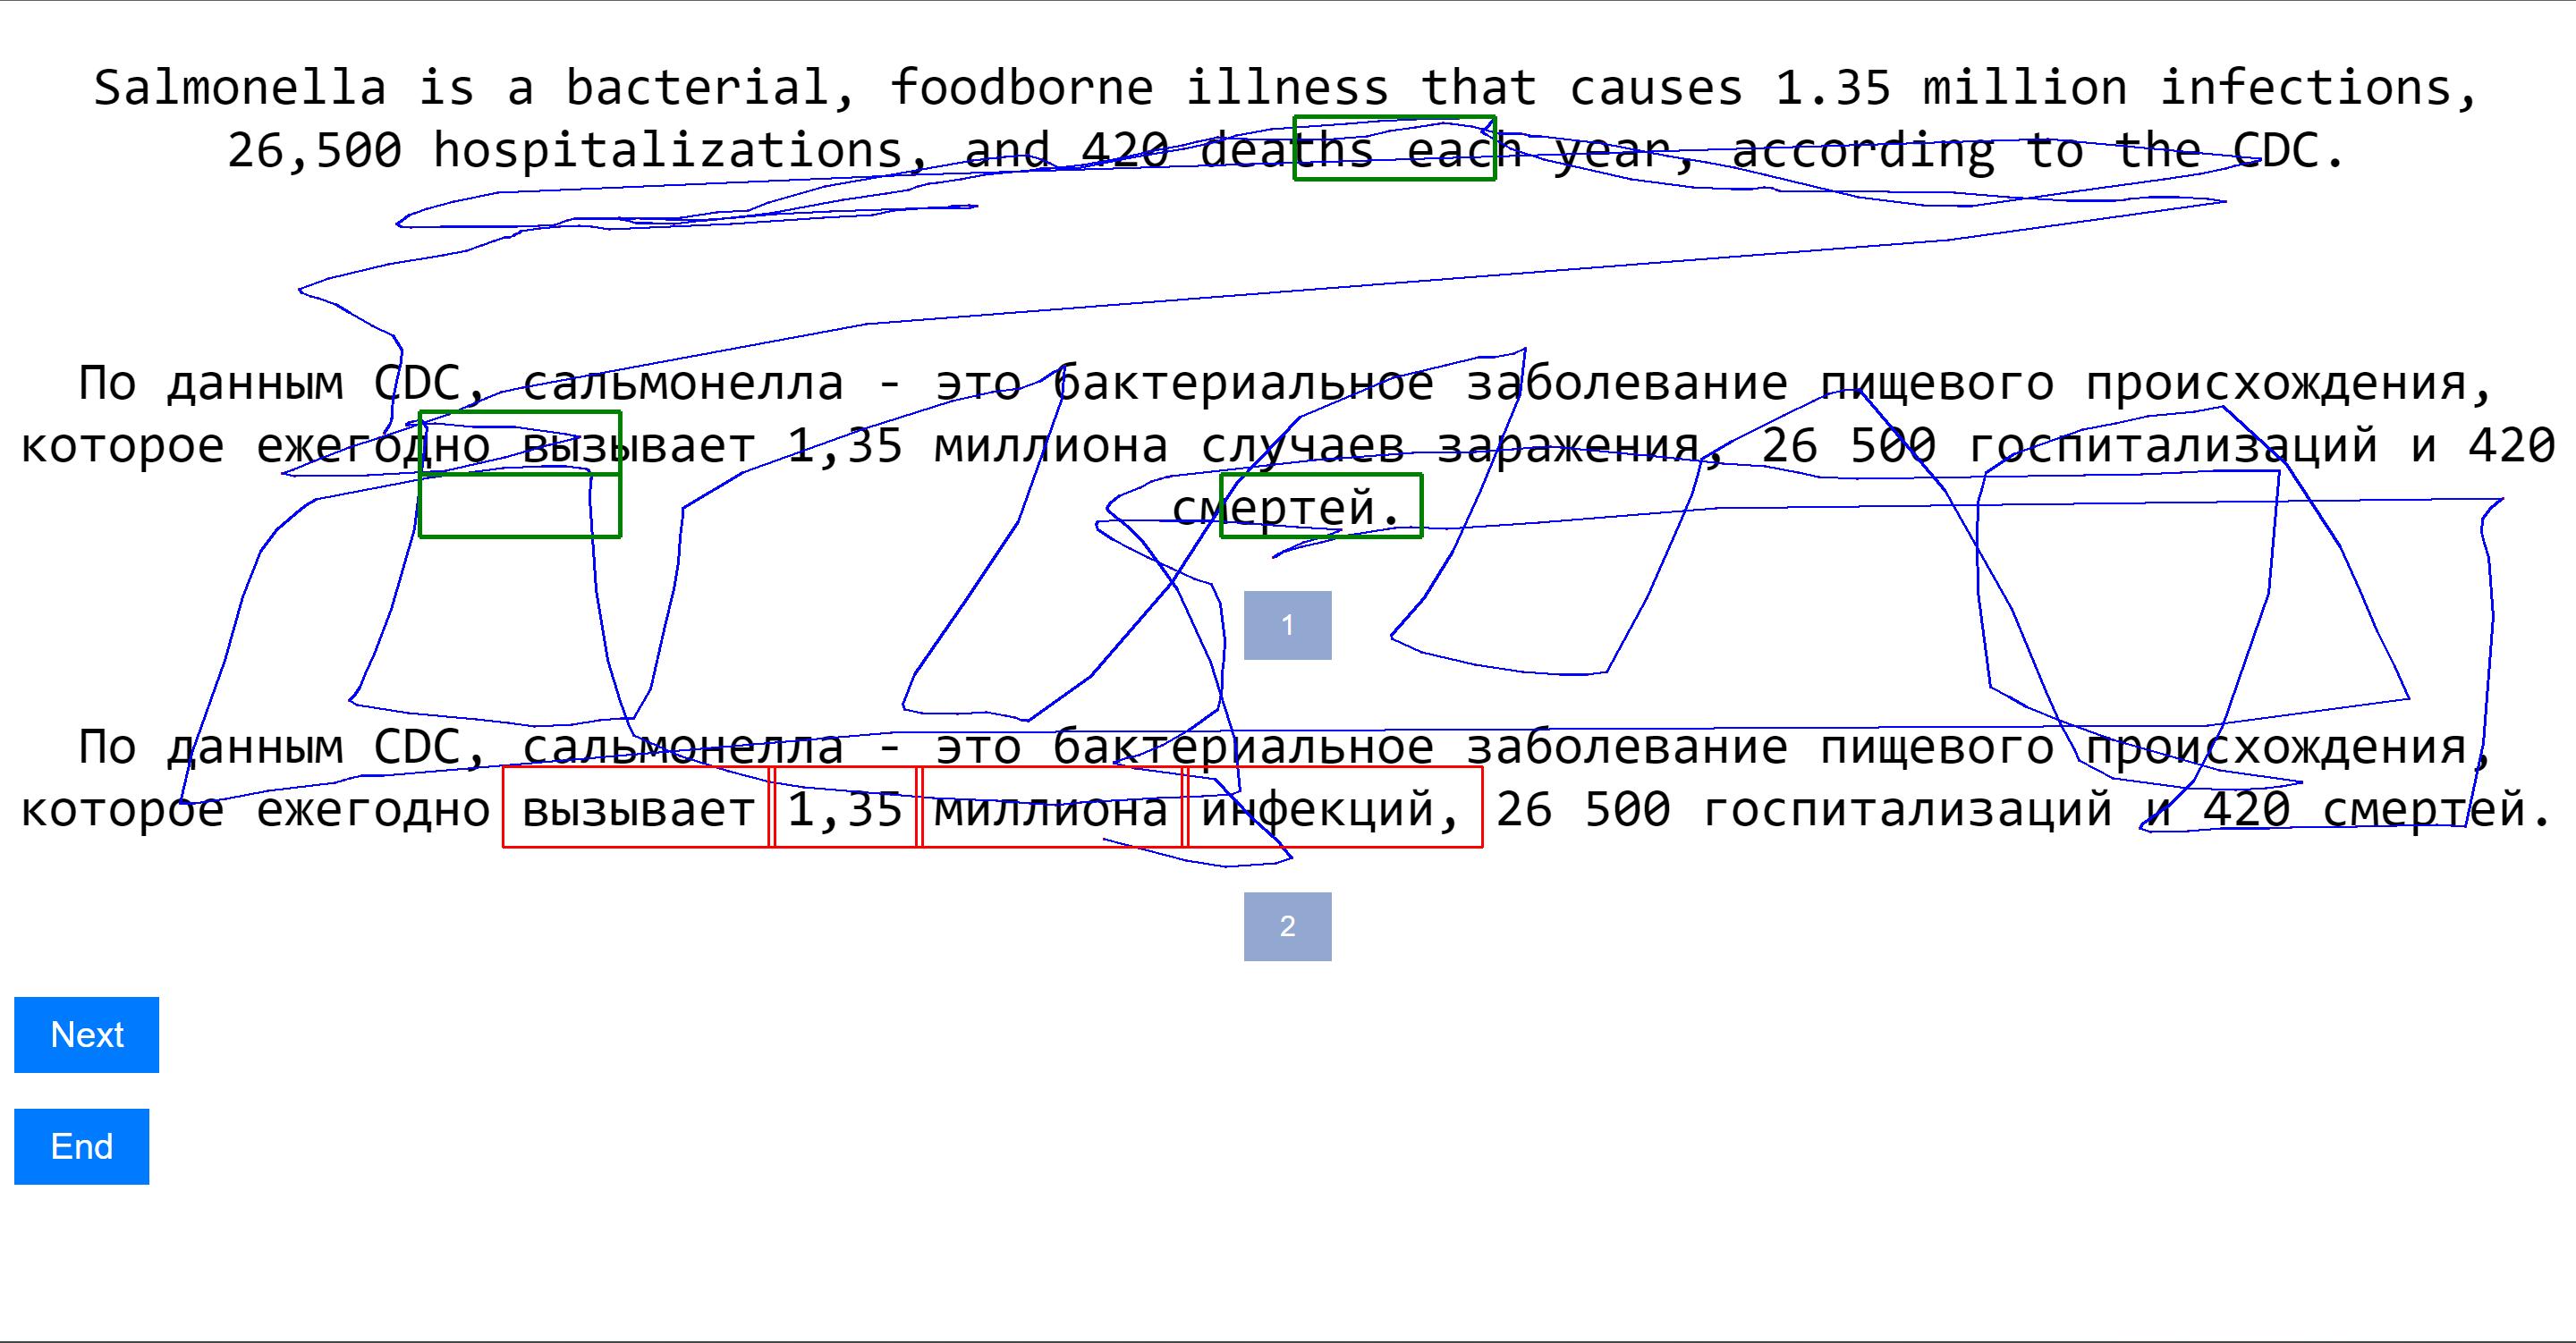 Salmonella is a bacterial, foodborne illness that causes 1.35 million infections,
26,500 hospitalizations, and 420 deaths each year, according to the CDC.
По данным CDC, сальмонелла - это бактериальное заболевание пищевого происхождения,
которое ежегодно вызывает 1,35 миллиона случаев заражения, 26 500 госпитализаций и 420
смертей.
1
По данным CDC, сальмонелла - это бактериальное заболевание пищевого происхождения,
которое ежегодно вызывает 1,35 миллиона инфекций, 26 500 госпитализаций и 420 смертей.
2
Next
End